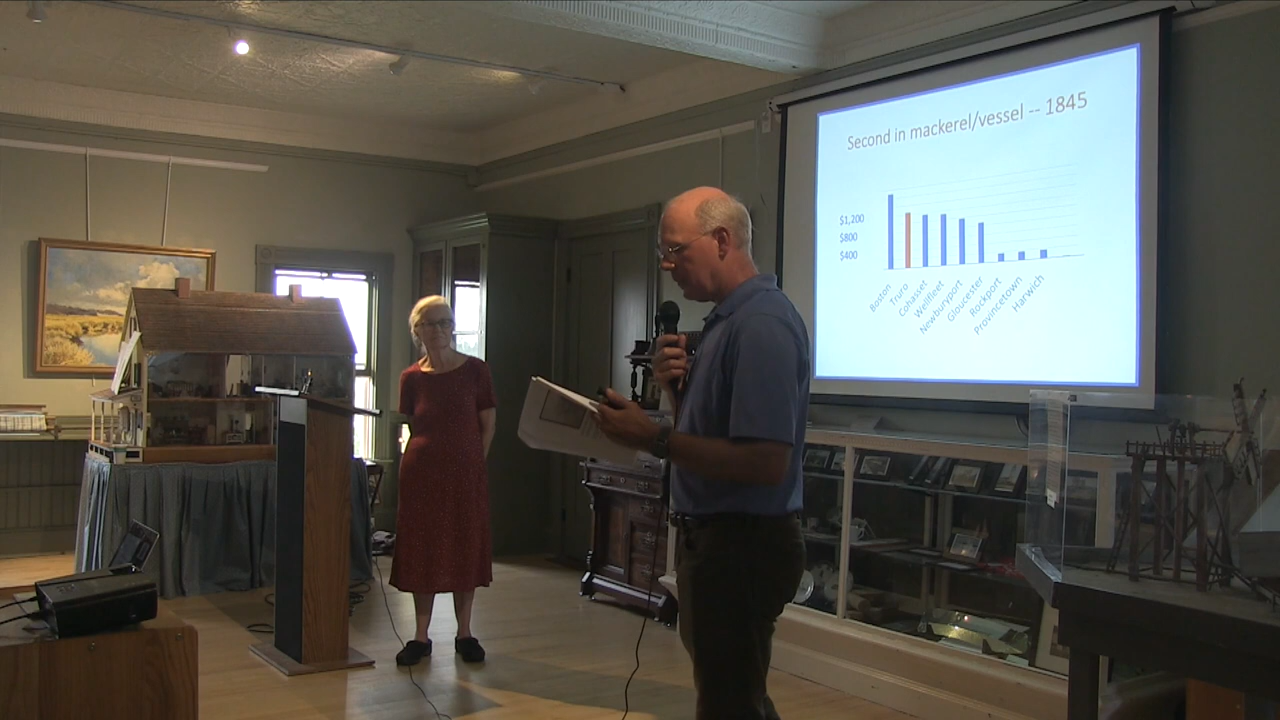 Second in mackerel/vessel -- 1845
$1,200
$800
$400
Boston
Truro
Cohasset
Wellfleet
Newburyport
Gloucester
Rockport
Provincetown
Harwich